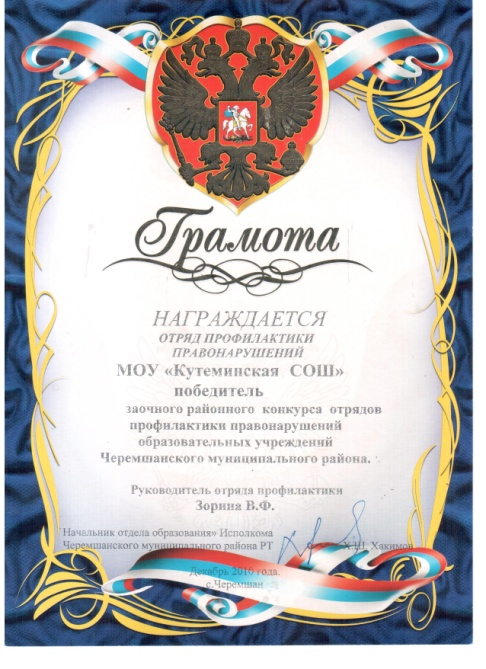 Грамота
НАГРАЖДАЕТСЯ
ОТРЯД ПРОФИЛАКТИКИ
ПРАВОНАРУШЕНИЙ
МОУ «Кутеминская СОШ»
победитель
заочного районного конкурса отрядов
профилактики правонарушений
образовательных учреждений
Черемшанского муниципального района.
Руководитель отряда профилактики
Зорина В.Ф.
Начальник отдела образования» Исполкома
Черемшанского муниципального района РТ Х.Ш. Хакимов
Декабрь 2010 года.
с.Черемшан